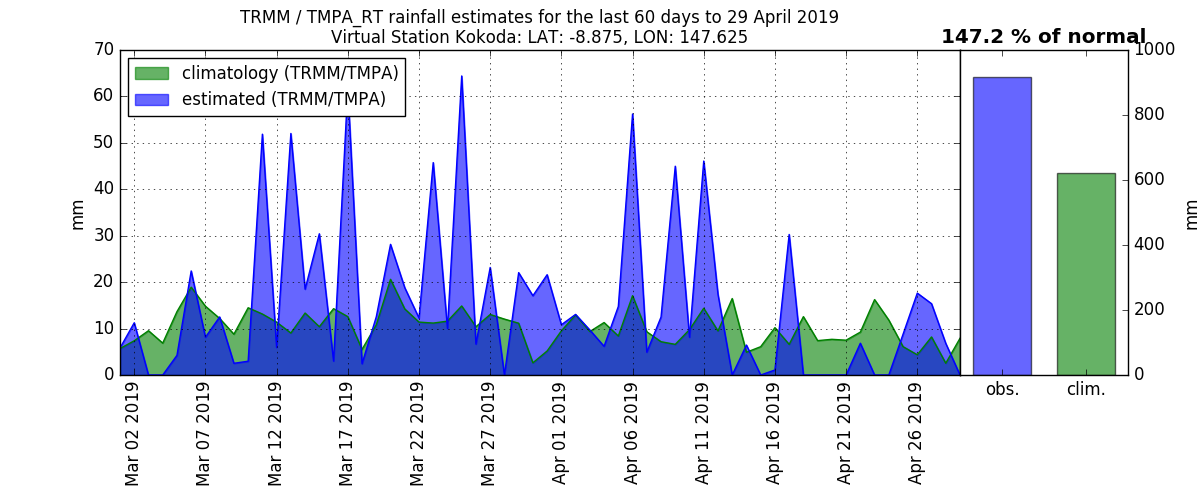 TRMM / TMPA_RT rainfall estimates for the last 60 days to 29 April 2019
Virtual Station Kokoda: LAT: -8.875, LON: 147.625
147.2 % of normal
climatology (TRMM/TMPA)
estimated (TRMM/TMPA)
mm
70
60
50
40
30
20
10
0
Mar 02 2019
Mar 07 2019
Mar 12 2019
Mar 17 2019
Mar 22 2019
Mar 27 2019
Apr 01 2019
Apr 06 2019
Apr 11 2019
Apr 16 2019
Apr 21 2019
Apr 26 2019
obs.
clim.
1000
800
600
400
200
0
mm